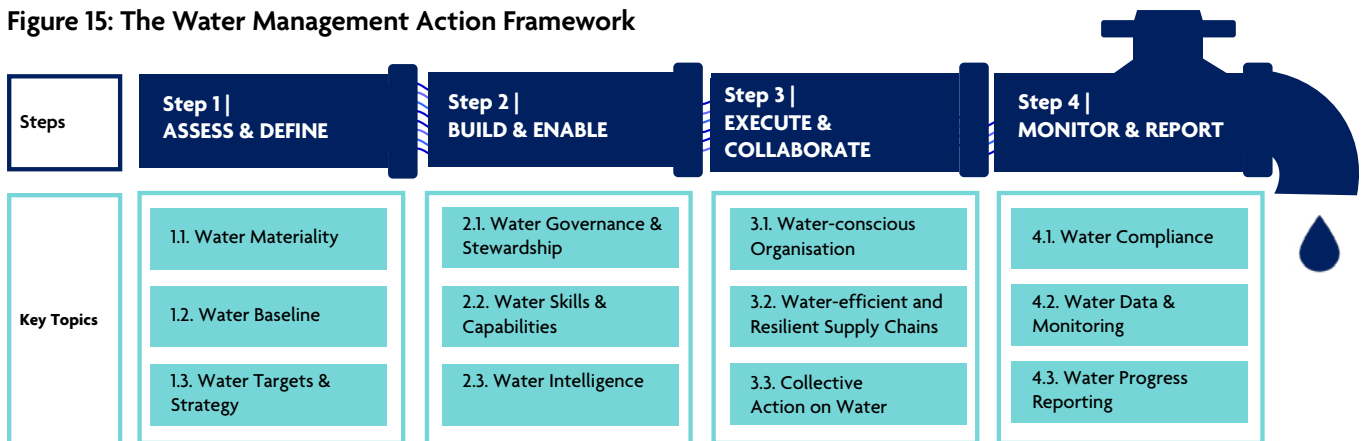 Figure 15: The Water Management Action Framework
Steps
Step 1 |
ASSESS & DEFINE
Step 2 |
BUILD & ENABLE
Step 3 |
EXECUTE &
COLLABORATE
Step 4 |
MONITOR & REPORT
Key Topics
1.1. Water Materiality
1.2. Water Baseline
1.3. Water Targets &
Strategy
2.1. Water Governance &
Stewardship
2.2. Water Skills &
Capabilities
2.3. Water Intelligence
3.1. Water-conscious
Organisation
3.2. Water-efficient and
Resilient Supply Chains
3.3. Collective
Action on Water
4.1. Water Compliance
4.2. Water Data &
Monitoring
4.3. Water Progress
Reporting